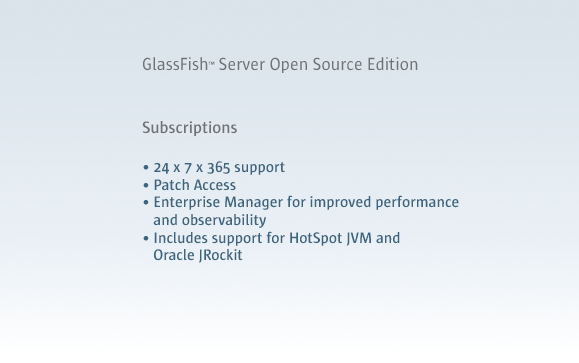 GlassFish™ Server Open Source Edition
Subscriptions
• 24 x 7 x 365 support
• Patch Access
• Enterprise Manager for improved performance
and observability
• Includes support for HotSpot JVM and
Oracle JRockit